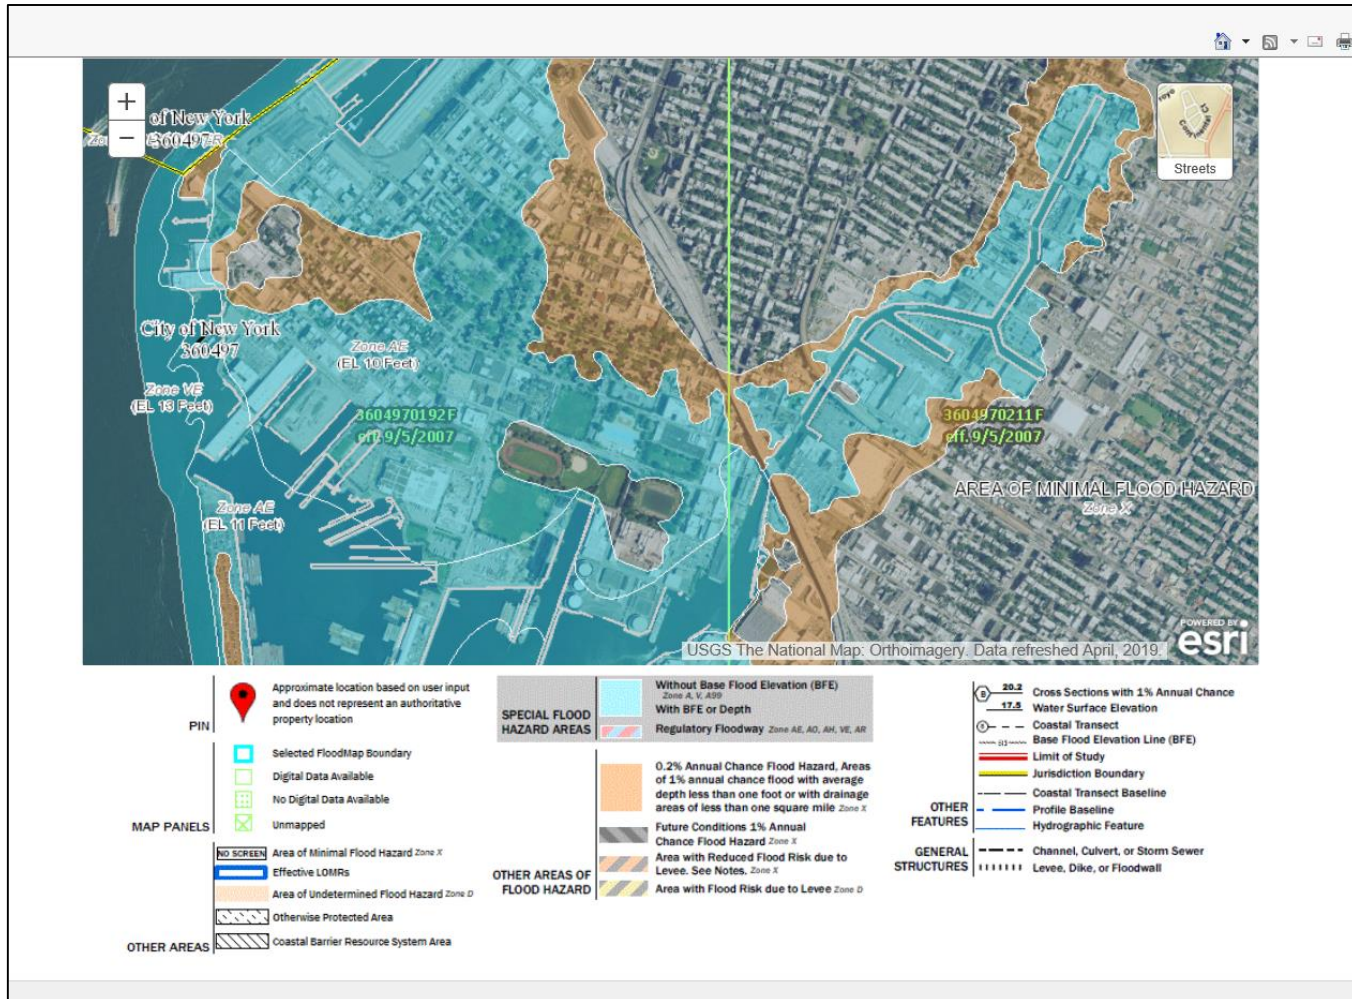 +
−
of New York
360497
Streets
City of New York
360497
Zone AE
(EL 10 Feet)
Zone VE
(EL 13 Feet)
3604970192F
eff. 9/5/2007
3604970211F
eff. 9/5/2007
AREA OF MINIMAL FLOOD HAZARD
Zone X
Zone AE
(EL 11 Feet)
USGS The National Map: Orthoimagery. Data refreshed April, 2019.
POWERED BY
esri
PIN
Approximate location based on user input
and does not represent an authoritative
property location
MAP PANELS
Selected FloodMap Boundary
Digital Data Available
No Digital Data Available
Unmapped
OTHER AREAS
NO SCREEN Area of Minimal Flood Hazard Zone X
Effective LOMRs
Area of Undetermined Flood Hazard Zone D
Otherwise Protected Area
Coastal Barrier Resource System Area
SPECIAL FLOOD
HAZARD AREAS
Without Base Flood Elevation (BFE)
Zone A, V, A99
With BFE or Depth
Regulatory Floodway Zone AE, AO, AH, VE, AR
OTHER AREAS OF
FLOOD HAZARD
0.2% Annual Chance Flood Hazard, Areas
of 1% annual chance flood with average
depth less than one foot or with drainage
areas of less than one square mile Zone X
Future Conditions 1% Annual
Chance Flood Hazard Zone X
Area with Reduced Flood Risk due to
Levee. See Notes. Zone X
Area with Flood Risk due to Levee Zone D
OTHER
FEATURES
B 20.2 Cross Sections with 1% Annual Chance
17.5 Water Surface Elevation
Coastal Transect
Base Flood Elevation Line (BFE)
Limit of Study
Jurisdiction Boundary
Coastal Transect Baseline
Profile Baseline
Hydrographic Feature
GENERAL
STRUCTURES
Channel, Culvert, or Storm Sewer
Levee, Dike, or Floodwall